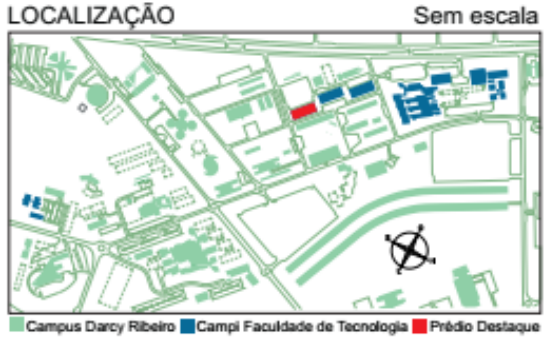 LOCALIZAÇÃO Sem escala
Campus Darcy Ribeiro Campi Faculdade de Tecnologia Prédio Destaque